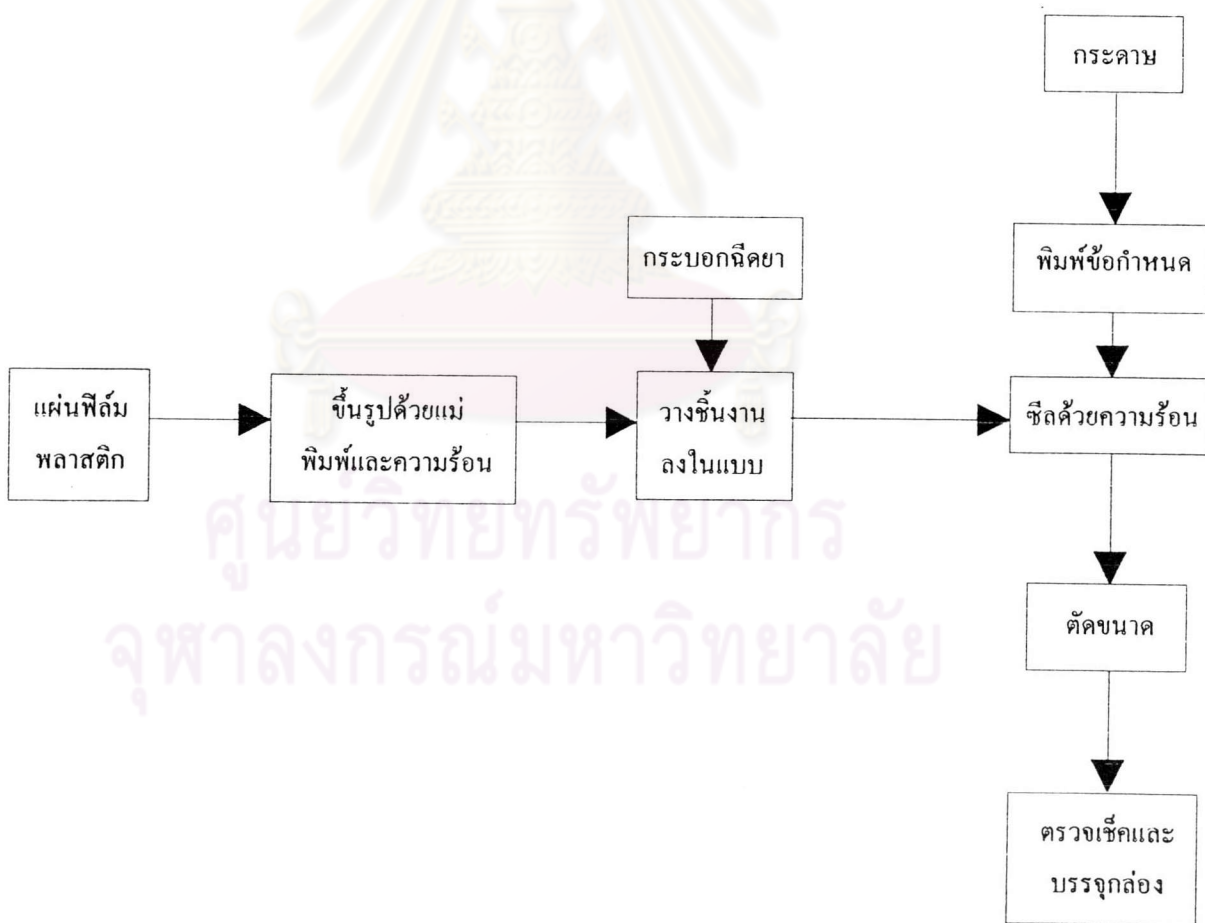 กระดาษ
พิมพ์ข้อกำหนด
กระบอกฉีดยา
แผ่นฟิล์ม
พลาสติก
ขึ้นรูปด้วยแม่
พิมพ์และความร้อน
วางชิ้นงาน
ลงในแบบ
ซีลด้วยความร้อน
ตัดขนาด
ตรวจเช็คและ
บรรจุกล่อง
ศูนย์วิทยทรัพยากร
จุฬาลงกรณ์มหาวิทยาลัย